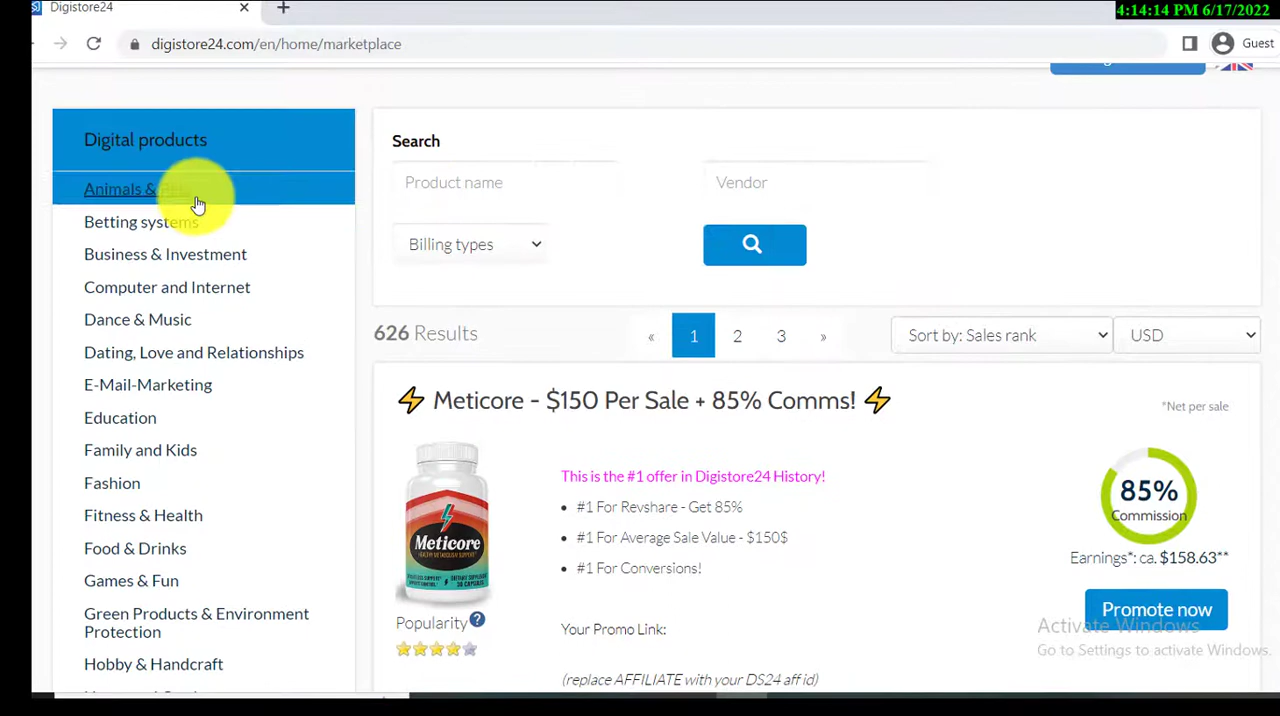 Digistore24
4:14:14 PM 6/17/2022
digistore24.com/en/home/marketplace
Guest
Digital products
Animals &
Betting systems
Business & Investment
Computer and Internet
Dance & Music
Dating, Love and Relationships
E-Mail-Marketing
Education
Family and Kids
Fashion
Fitness & Health
Food & Drinks
Games & Fun
Green Products & Environment
Protection
Hobby & Handcraft
Search
Product name
Vendor
Billing types
626 Results
« 1 2 3 »
Sort by: Sales rank
USD
⚡ Meticore - $150 Per Sale + 85% Comms! ⚡
*Net per sale
Meticore
This is the #1 offer in Digistore24 History!
• #1 For Revshare - Get 85%
• #1 For Average Sale Value - $150$
• #1 For Conversions!
85%
Commission
Earnings*: ca. $158.63**
Popularity ?
Your Promo Link:
Promote now
Activate Windows
Go to Settings to activate Windows.
(replace AFFILIATE with your DS24 aff id)